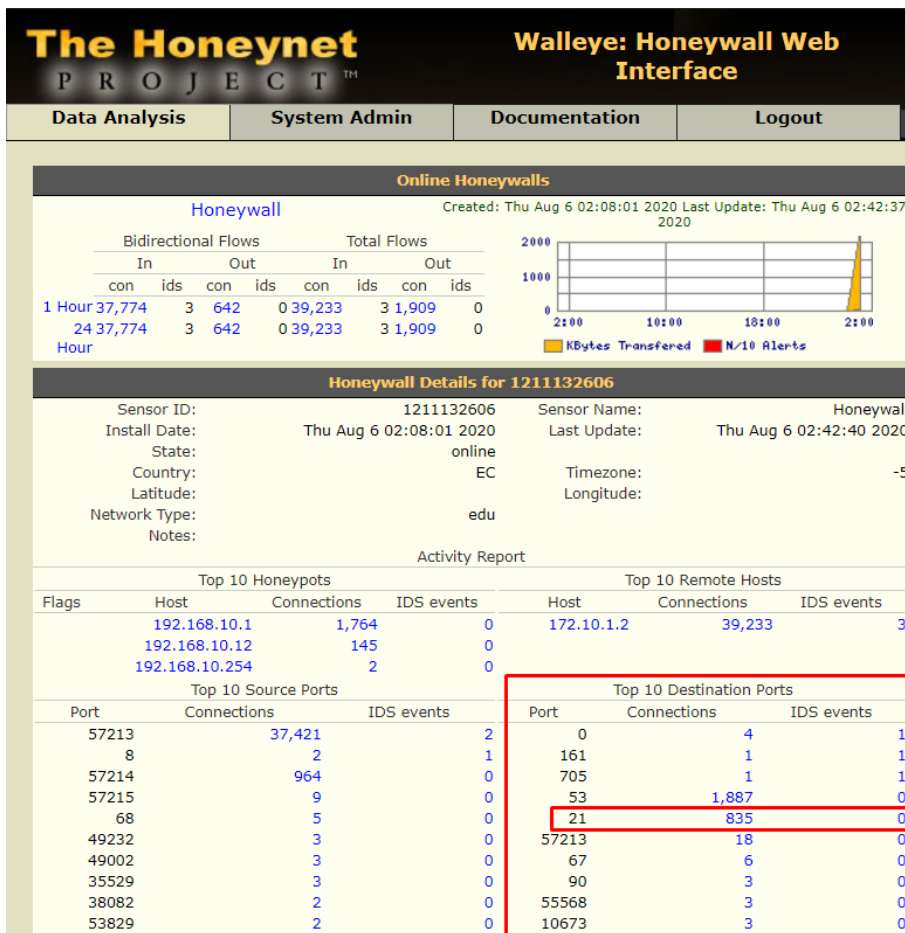 The Honeynet
PROJECT™
Walleye: Honeywall Web
Interface
Data Analysis System Admin Documentation Logout
Online Honeywalls
Honeywall
Created: Thu Aug 6 02:08:01 2020 Last Update: Thu Aug 6 02:42:37
2020
Bidirectional Flows Total Flows
In Out In Out
con ids con ids con ids con ids
1 Hour 37,774 3 642 0 39,233 3 1,909 0
24 37,774 3 642 0 39,233 3 1,909 0
Hour
2000
1000
0
2:00 10:00 18:00 2:00
KBytes Transfered N/10 Alerts
Honeywall Details for 1211132606
Sensor ID: 1211132606 Sensor Name: Honeywal
Install Date: Thu Aug 6 02:08:01 2020 Last Update: Thu Aug 6 02:42:40 2020
State: online
Country: EC Timezone: -5
Latitude: Longitude:
Network Type: edu
Notes:
Activity Report
Top 10 Honeypots Top 10 Remote Hosts
Flags Host Connections IDS events Host Connections IDS events
192.168.10.1 1,764 0 172.10.1.2 39,233 3
192.168.10.12 145 0
192.168.10.254 2 0
Top 10 Source Ports Top 10 Destination Ports
Port Connections IDS events Port Connections IDS events
57213 37,421 2 0 4 1
8 2 1 161 1 1
57214 964 0 705 1 1
57215 9 0 53 1,887 0
68 5 0 21 835 0
49232 3 0 57213 18 0
49002 3 0 67 6 0
35529 3 0 90 3 0
38082 2 0 55568 3 0
53829 2 0 10673 3 0